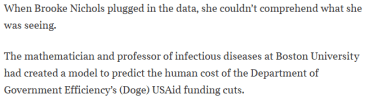 When Brooke Nichols plugged in the data, she couldn't comprehend what she
was seeing.
The mathematician and professor of infectious diseases at Boston University
had created a model to predict the human cost of the Department of
Government Efficiency's (Doge) USAid funding cuts.